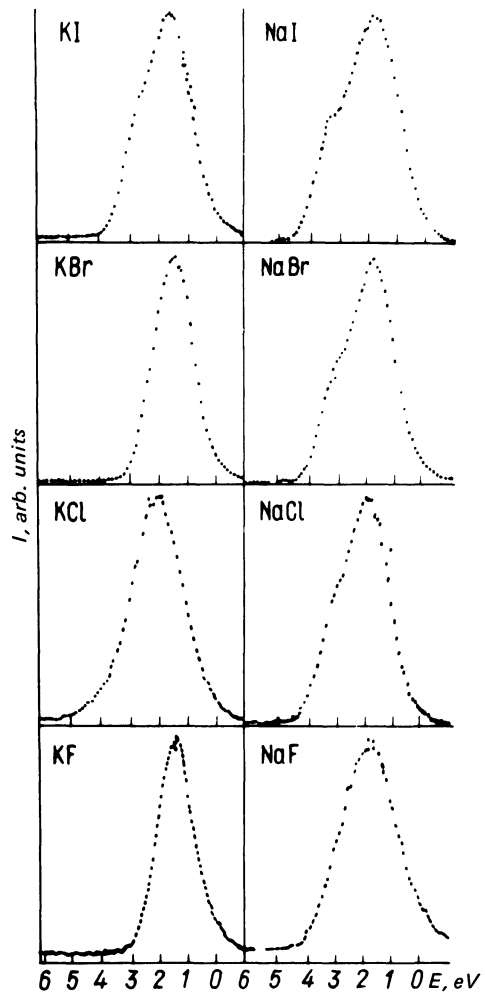 KI NaI
KBr NaBr
I, arb. units
KCl NaCl
KF NaF
6 5 4 3 2 1 0 6 5 4 3 2 1 0 E, eV